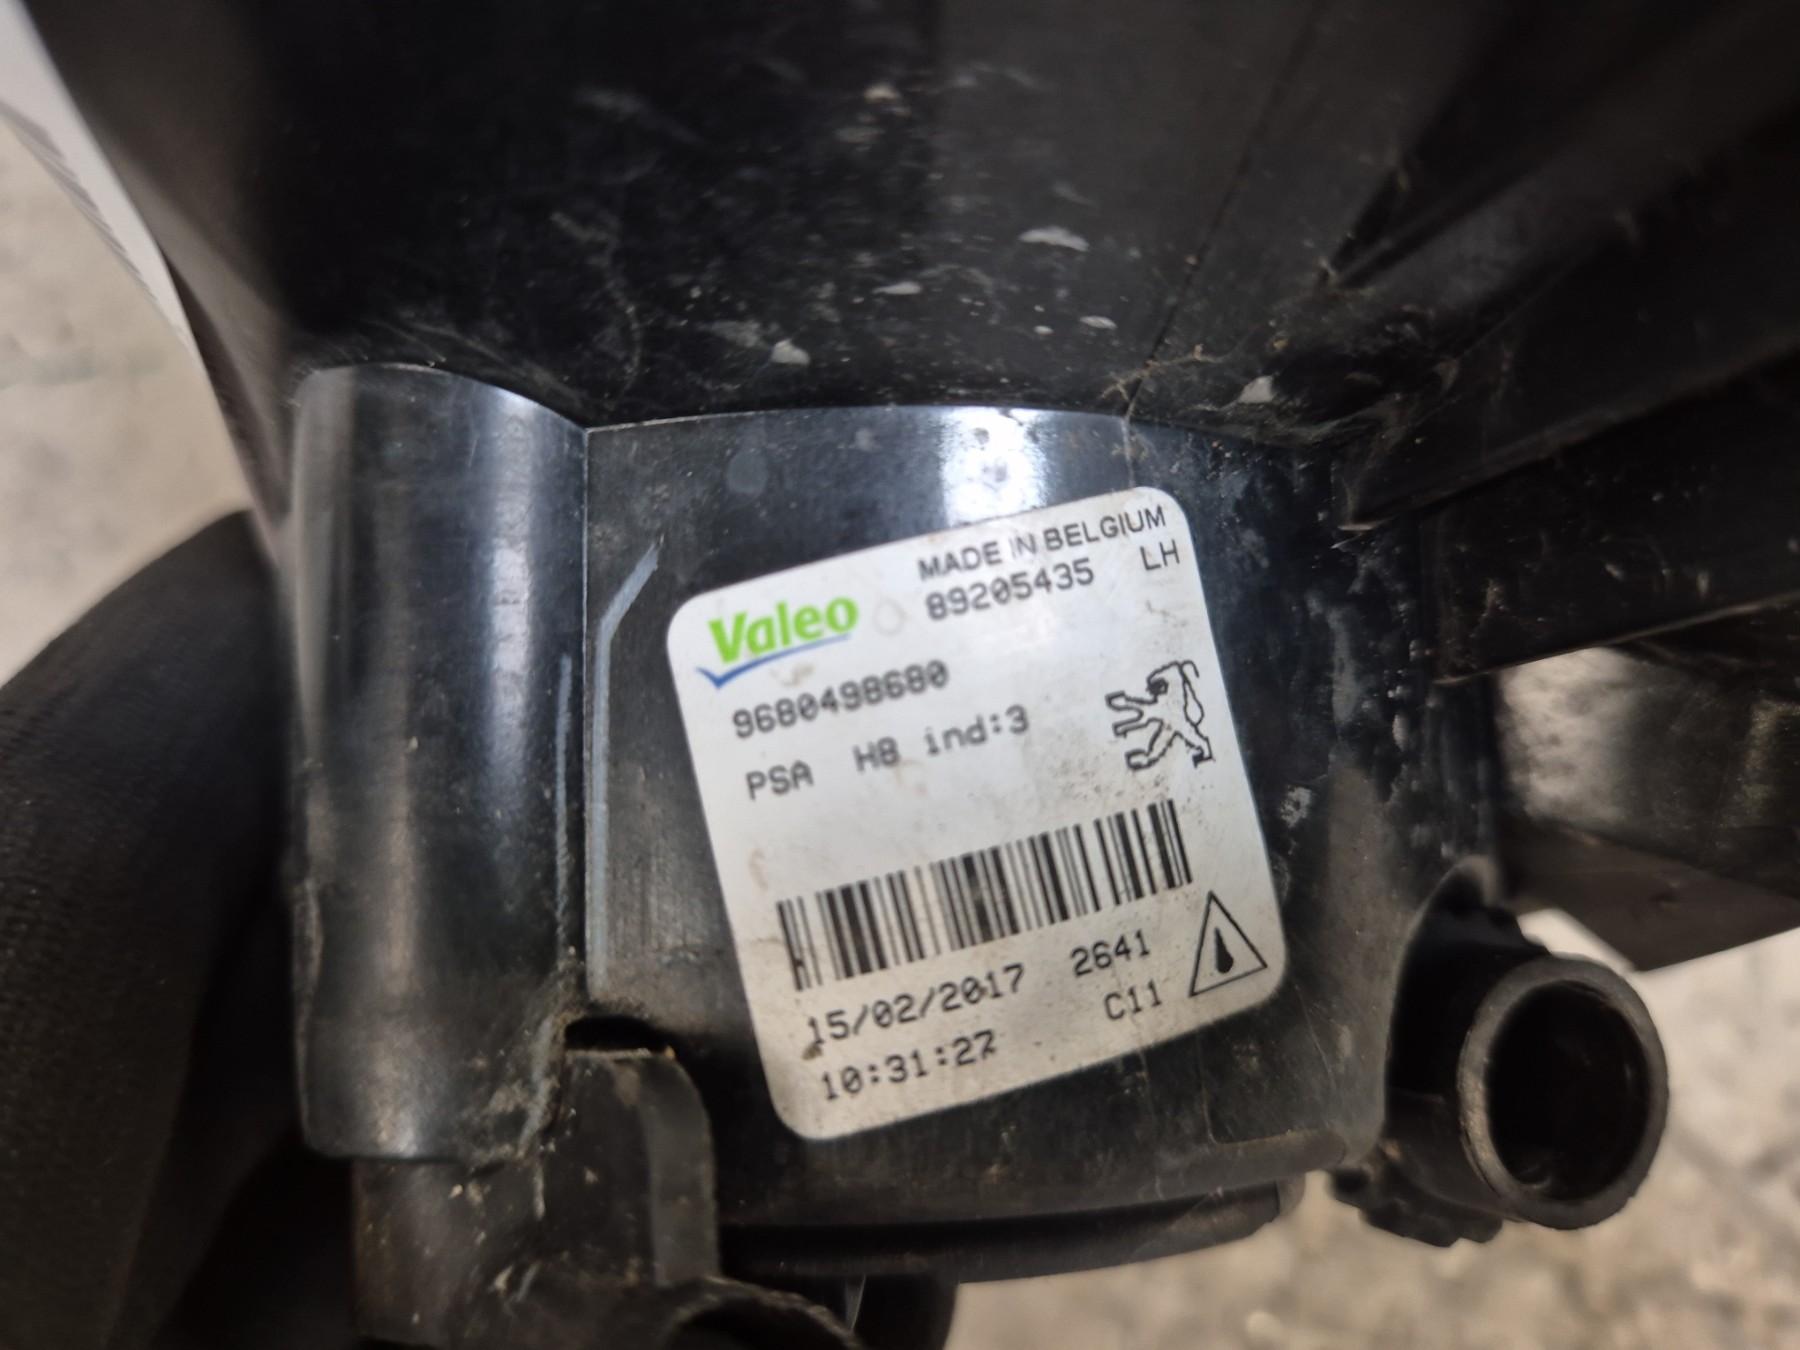 MADE IN BELGIUM
Valeo 89205435 LH
9680498680
PSA H8 ind:3
15/02/2017 2641
10:31:27 C11